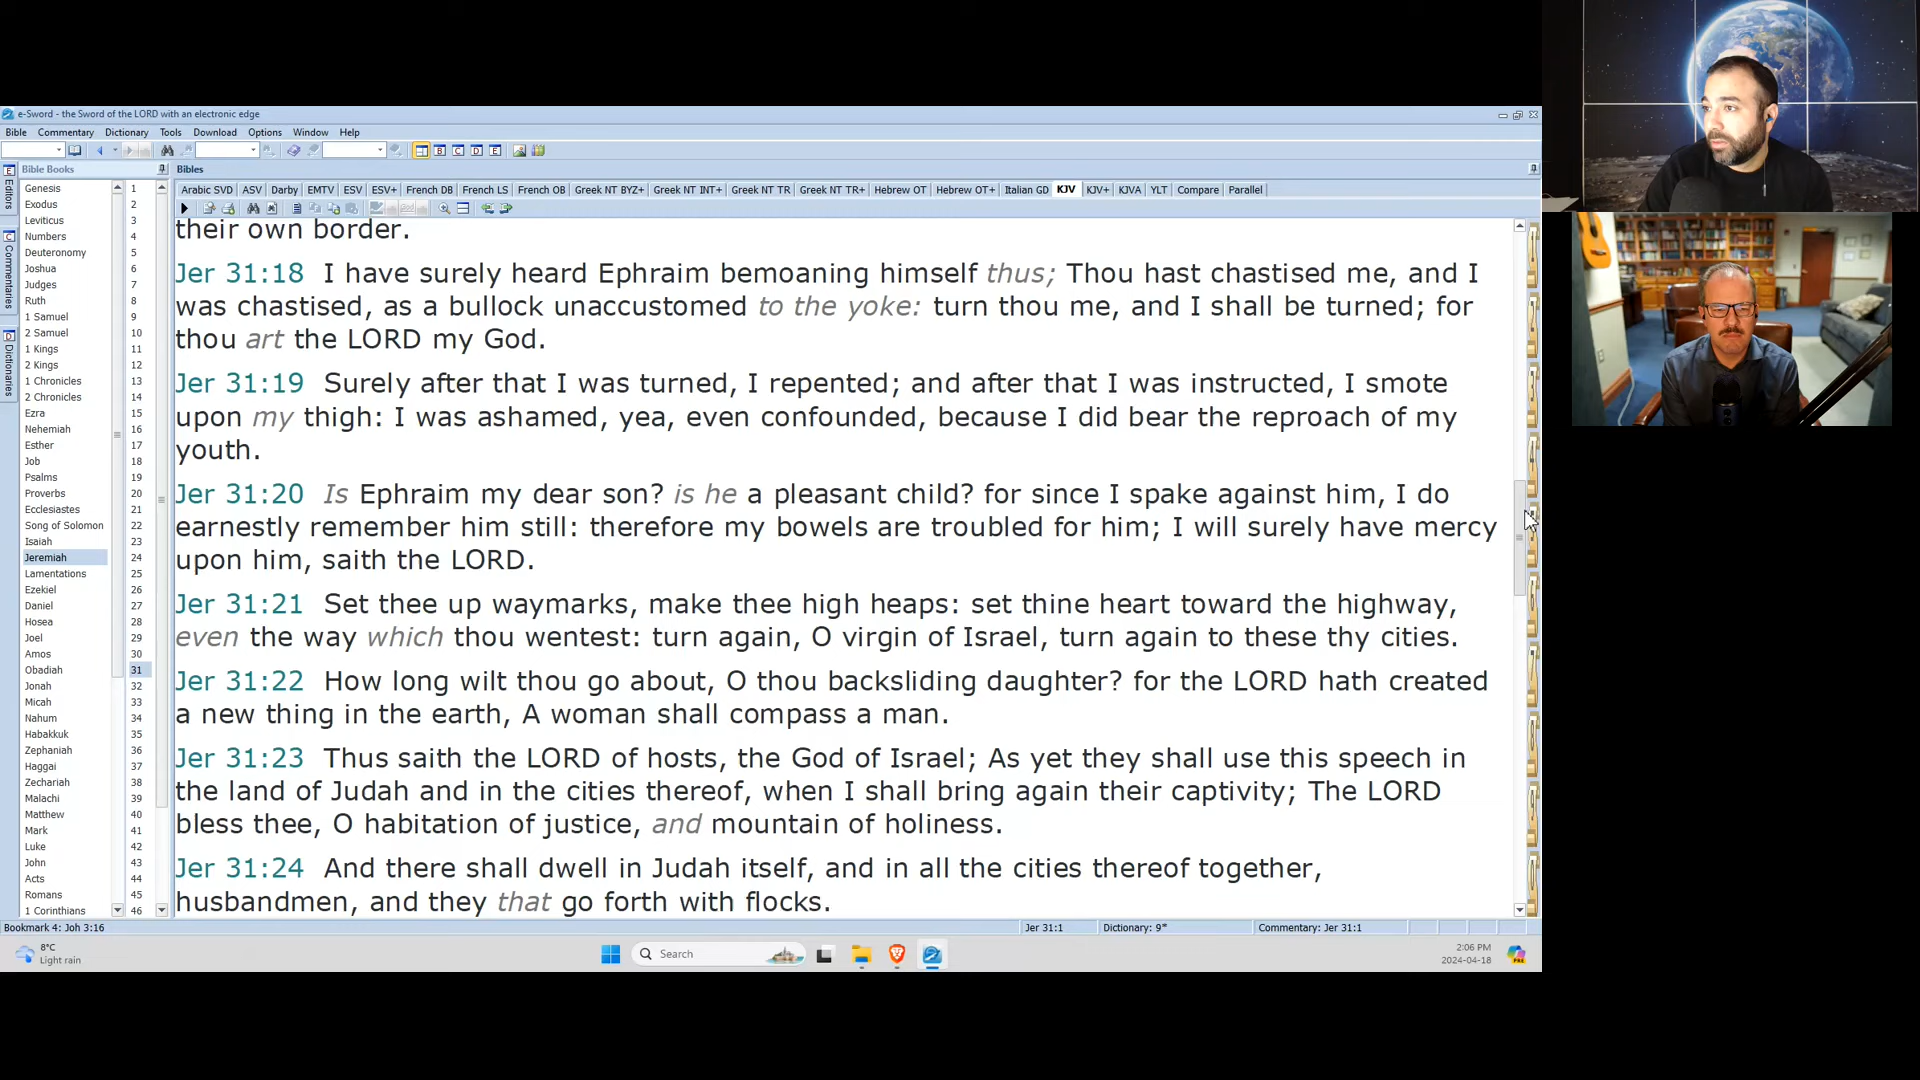 e-Sword - the Sword of the LORD with an electronic edge
Bible Commentary Dictionary Tools Download Options Window Help
Bible Books
Bibles
Arabic SVD ASV Darby EMTV ESV ESV+ French DB French LS French OB Greek NT BYZ+ Greek NT INT+ Greek NT TR Greek NT TR+ Hebrew OT Hebrew OT+ Italian GD KJV KJV+ KJVA YLT Compare Parallel
Editors
Commentaries
Dictionaries
Genesis 1
Exodus 2
Leviticus 3
Numbers 4
Deuteronomy 5
Joshua 6
Judges 7
Ruth 8
1 Samuel 9
2 Samuel 10
1 Kings 11
2 Kings 12
1 Chronicles 13
2 Chronicles 14
Ezra 15
Nehemiah 16
Esther 17
Job 18
Psalms 19
Proverbs 20
Ecclesiastes 21
Song of Solomon 22
Isaiah 23
Jeremiah 24
Lamentations 25
Ezekiel 26
Daniel 27
Hosea 28
Joel 29
Amos 30
Obadiah 31
Jonah 32
Micah 33
Nahum 34
Habakkuk 35
Zephaniah 36
Haggai 37
Zechariah 38
Malachi 39
Matthew 40
Mark 41
Luke 42
John 43
Acts 44
Romans 45
1 Corinthians 46
their own border.
Jer 31:18 I have surely heard Ephraim bemoaning himself thus; Thou hast chastised me, and I
was chastised, as a bullock unaccustomed to the yoke: turn thou me, and I shall be turned; for
thou art the LORD my God.
Jer 31:19 Surely after that I was turned, I repented; and after that I was instructed, I smote
upon my thigh: I was ashamed, yea, even confounded, because I did bear the reproach of my
youth.
Jer 31:20 Is Ephraim my dear son? is he a pleasant child? for since I spake against him, I do
earnestly remember him still: therefore my bowels are troubled for him; I will surely have mercy
upon him, saith the LORD.
Jer 31:21 Set thee up waymarks, make thee high heaps: set thine heart toward the highway,
even the way which thou wentest: turn again, O virgin of Israel, turn again to these thy cities.
Jer 31:22 How long wilt thou go about, O thou backsliding daughter? for the LORD hath created
a new thing in the earth, A woman shall compass a man.
Jer 31:23 Thus saith the LORD of hosts, the God of Israel; As yet they shall use this speech in
the land of Judah and in the cities thereof, when I shall bring again their captivity; The LORD
bless thee, O habitation of justice, and mountain of holiness.
Jer 31:24 And there shall dwell in Judah itself, and in all the cities thereof together,
husbandmen, and they that go forth with flocks.
Bookmark 4: Joh 3:16
Jer 31:1
Dictionary: 9*
Commentary: Jer 31:1
8°C
Light rain
Search
2:06 PM
2024-04-18